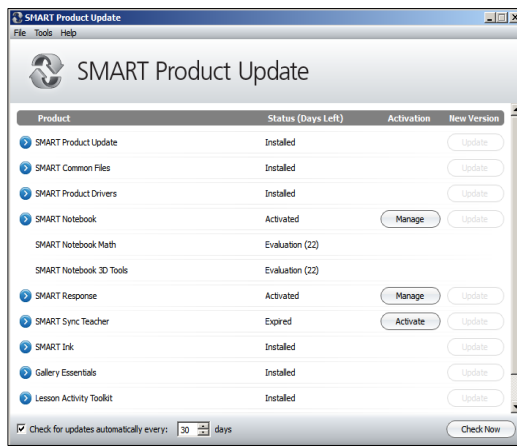 SMART Product Update
File Tools Help
SMART Product Update
Product Status (Days Left) Activation New Version
SMART Product Update Installed Update
SMART Common Files Installed Update
SMART Product Drivers Installed Update
SMART Notebook Activated Manage Update
SMART Notebook Math Evaluation (22)
SMART Notebook 3D Tools Evaluation (22)
SMART Response Activated Manage Update
SMART Sync Teacher Expired Activate Update
SMART Ink Installed Update
Gallery Essentials Installed Update
Lesson Activity Toolkit Installed Update
Check for updates automatically every: 30 days Check Now